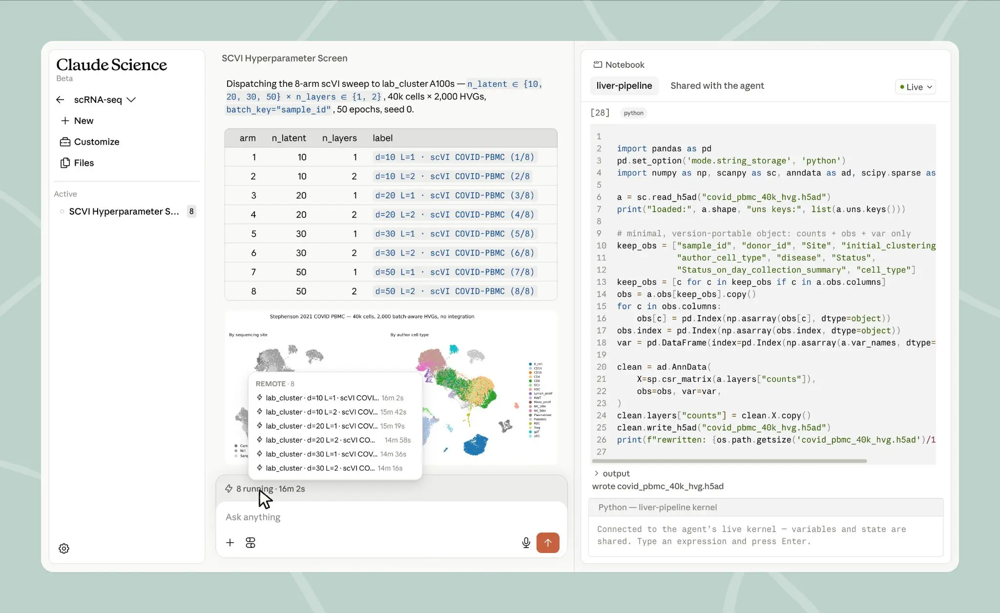 Claude Science
Beta
scRNA-seq
New
Customize
Files
Active
SCVI Hyperparameter S... 8
SCVI Hyperparameter Screen
Dispatching the 8-arm scVI sweep to lab_cluster A100s — n_latent ∈ {10,
20, 30, 50} × n_layers ∈ {1, 2}, 40k cells × 2,000 HVGs,
batch_key="sample_id", 50 epochs, seed 0.
arm n_latent n_layers label
1 10 1 d=10 L=1 · scVI COVID-PBMC (1/8)
2 10 2 d=10 L=2 · scVI COVID-PBMC (2/8
3 20 1 d=20 L=1 · scVI COVID-PBMC (3/8)
4 20 2 d=20 L=2 · scVI COVID-PBMC (4/8)
5 30 1 d=30 L=1 · scVI COVID-PBMC (5/8)
6 30 2 d=30 L=2 · scVI COVID-PBMC (6/8)
7 50 1 d=50 L=1 · scVI COVID-PBMC (7/8)
8 50 2 d=50 L=2 · scVI COVID-PBMC (8/8)
Stephenson 2021 COVID PBMC — 40k cells, 2,000 batch-aware HVGs, no integration
By sequencing site
By author cell type
B_cell
CD14
CD16
CD4
CD8
DCs
HSC
Lymph_prolif
MAIT
Mono_prolif
NK_16hi
NK_56hi
Plasmablast
Platelets
RBC
Treg
gdT
pDC
Cam
Ncl
Sang
REMOTE · 8
lab_cluster · d=10 L=1 · scVI COVI... 16m 2s
lab_cluster · d=10 L=2 · scVI COV... 15m 42s
lab_cluster · d=20 L=1 · scVI COV... 15m 19s
lab_cluster · d=20 L=2 · scVI CO... 14m 58s
lab_cluster · d=30 L=1 · scVI COV... 14m 36s
lab_cluster · d=30 L=2 · scVI CO... 14m 16s
8 running · 16m 2s
Ask anything
Notebook
liver-pipeline Shared with the agent Live
[28] python
1
2 import pandas as pd
3 pd.set_option('mode.string_storage', 'python')
4 import numpy as np, scanpy as sc, anndata as ad, scipy.sparse as
5
6 a = sc.read_h5ad("covid_pbmc_40k_hvg.h5ad")
7 print("loaded:", a.shape, "uns keys:", list(a.uns.keys()))
8
9 # minimal, version-portable object: counts + obs + var only
10 keep_obs = ["sample_id", "donor_id", "Site", "initial_clustering
11 "author_cell_type", "disease", "Status",
12 "Status_on_day_collection_summary", "cell_type"]
13 keep_obs = [c for c in keep_obs if c in a.obs.columns]
14 obs = a.obs[keep_obs].copy()
15 for c in obs.columns:
16 obs[c] = pd.Index(np.asarray(obs[c], dtype=object))
17 obs.index = pd.Index(np.asarray(obs.index, dtype=object))
18 var = pd.DataFrame(index=pd.Index(np.asarray(a.var_names, dtype=
19
20 clean = ad.AnnData(
21 X=sp.csr_matrix(a.layers["counts"]),
22 obs=obs, var=var,
23 )
24 clean.layers["counts"] = clean.X.copy()
25 clean.write_h5ad("covid_pbmc_40k_hvg.h5ad")
26 print(f"rewritten: {os.path.getsize('covid_pbmc_40k_hvg.h5ad')/1
27
output
wrote covid_pbmc_40k_hvg.h5ad
Python — liver-pipeline kernel
Connected to the agent's live kernel — variables and state are
shared. Type an expression and press Enter.